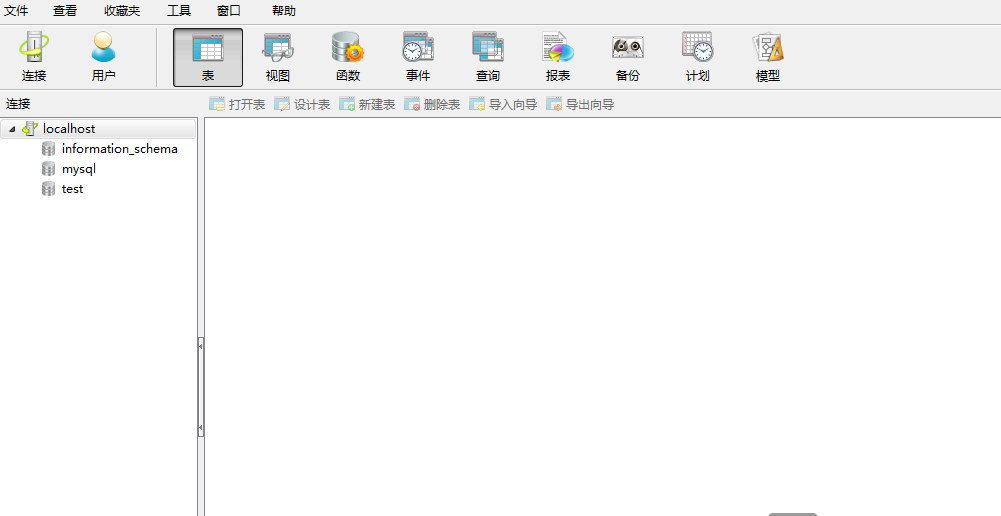 文件 查看 收藏夹 工具 窗口 帮助
连接 用户 表 视图 函数 事件 查询 报表 备份 计划 模型
连接 打开表 设计表 新建表 删除表 导入向导 导出向导
localhost
information_schema
mysql
test